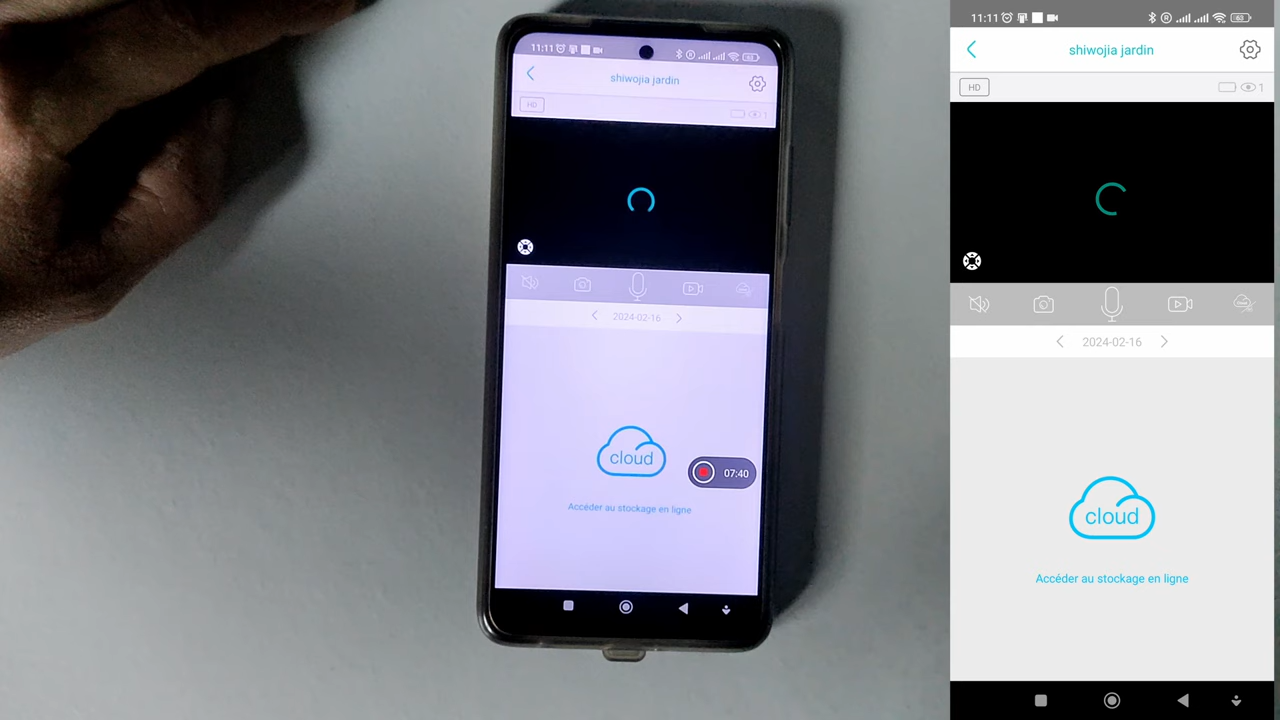 11:11
shiwojia jardin
HD
1
2024-02-16
cloud
07:40
Accéder au stockage en ligne
11:11
63
shiwojia jardin
HD
1
2024-02-16
cloud
Accéder au stockage en ligne